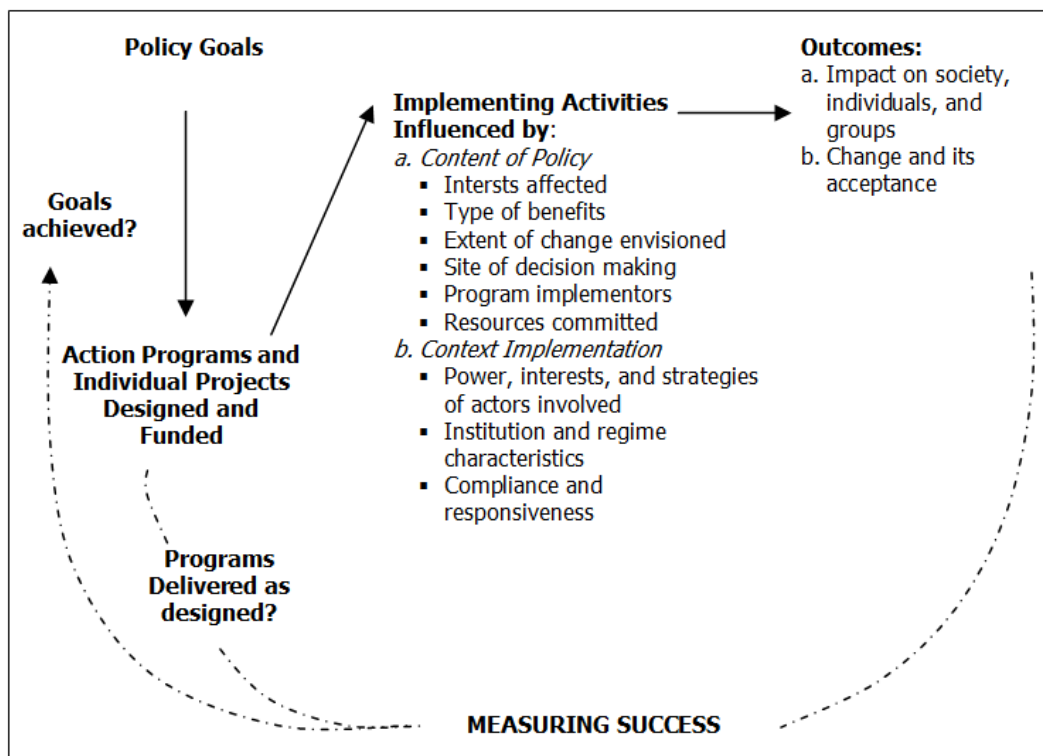 Policy Goals
Goals
achieved?
Action Programs and
Individual Projects
Designed and
Funded
Programs
Delivered as
designed?
Implementing Activities
Influenced by:
a. Content of Policy
▪ Intersts affected
▪ Type of benefits
▪ Extent of change envisioned
▪ Site of decision making
▪ Program implementors
▪ Resources committed
b. Context Implementation
▪ Power, interests, and strategies
of actors involved
▪ Institution and regime
characteristics
▪ Compliance and
responsiveness
Outcomes:
a. Impact on society,
individuals, and
groups
b. Change and its
acceptance
MEASURING SUCCESS